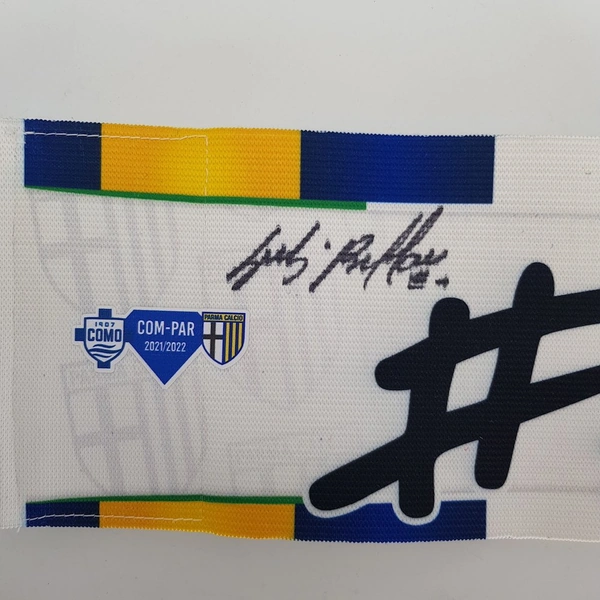 1907
COMO
COM-PAR
2021/2022
PARMA CALCIO
#